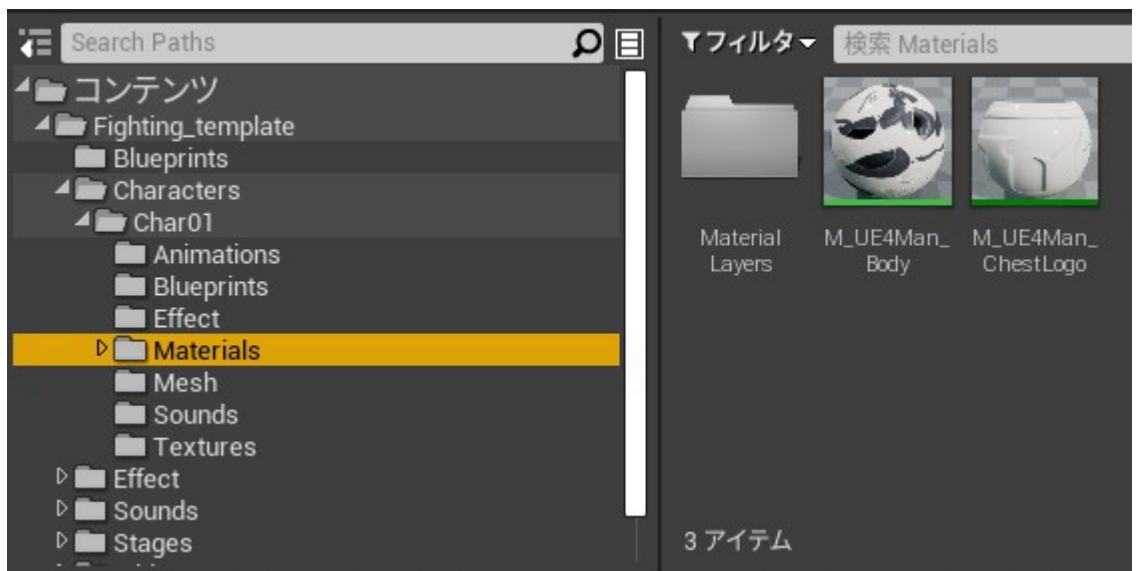 Search Paths
コンテンツ
Fighting_template
Blueprints
Characters
Char01
Animations
Blueprints
Effect
Materials
Mesh
Sounds
Textures
Effect
Sounds
Stages
フィルタ
検索 Materials
Material
Layers
M_UE4Man_
Body
M_UE4Man_
ChestLogo
3 アイテム